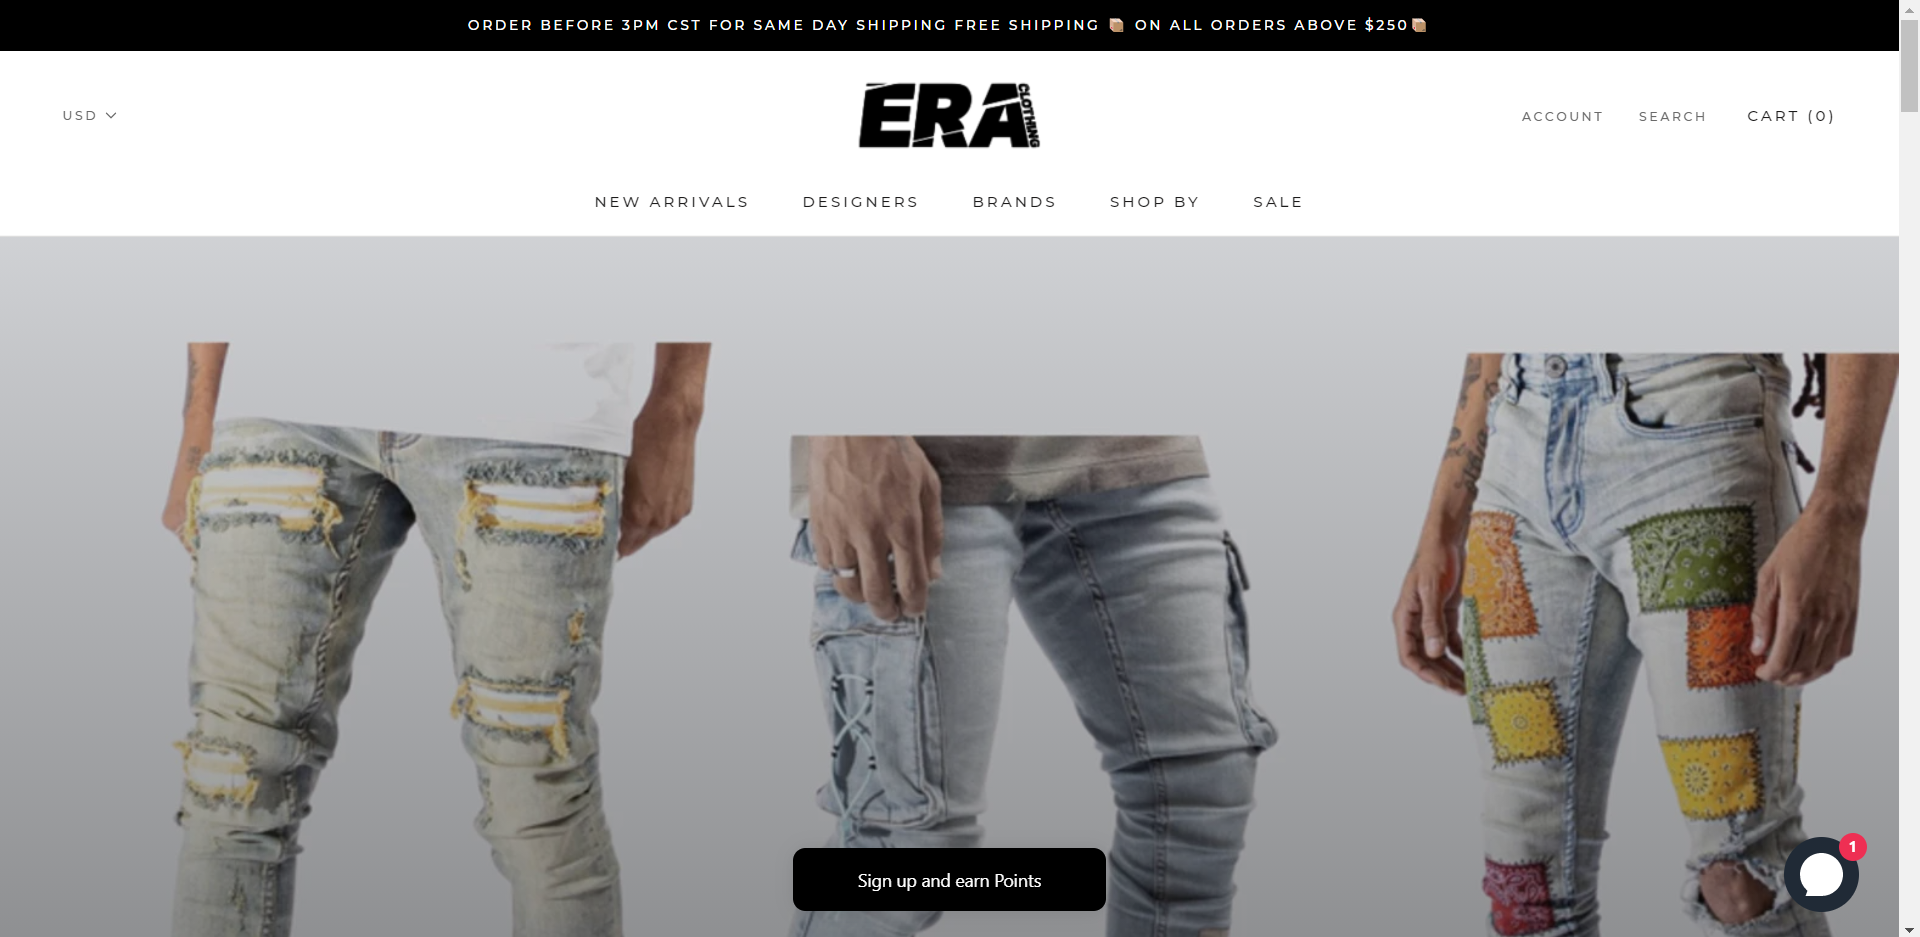 ORDER BEFORE 3PM CST FOR SAME DAY SHIPPING FREE SHIPPING 📦 ON ALL ORDERS ABOVE $250📦
USD
ERA CLOTHING
ACCOUNT
SEARCH
CART (0)
NEW ARRIVALS
DESIGNERS
BRANDS
SHOP BY
SALE
Sign up and earn Points
1